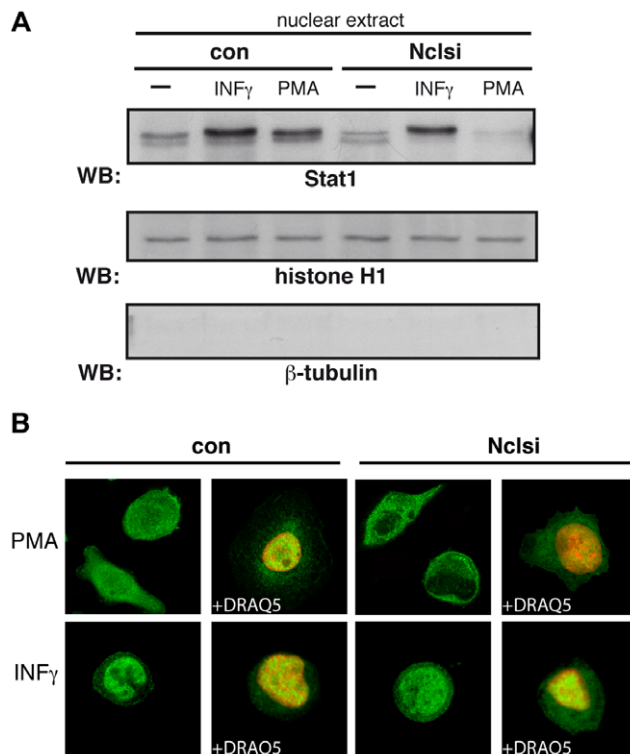 A
nuclear extract
con Nclsi
– INFγ PMA – INFγ PMA
WB: Stat1
WB: histone H1
WB: β-tubulin
B
con Nclsi
PMA
+DRAQ5 +DRAQ5
INFγ
+DRAQ5 +DRAQ5